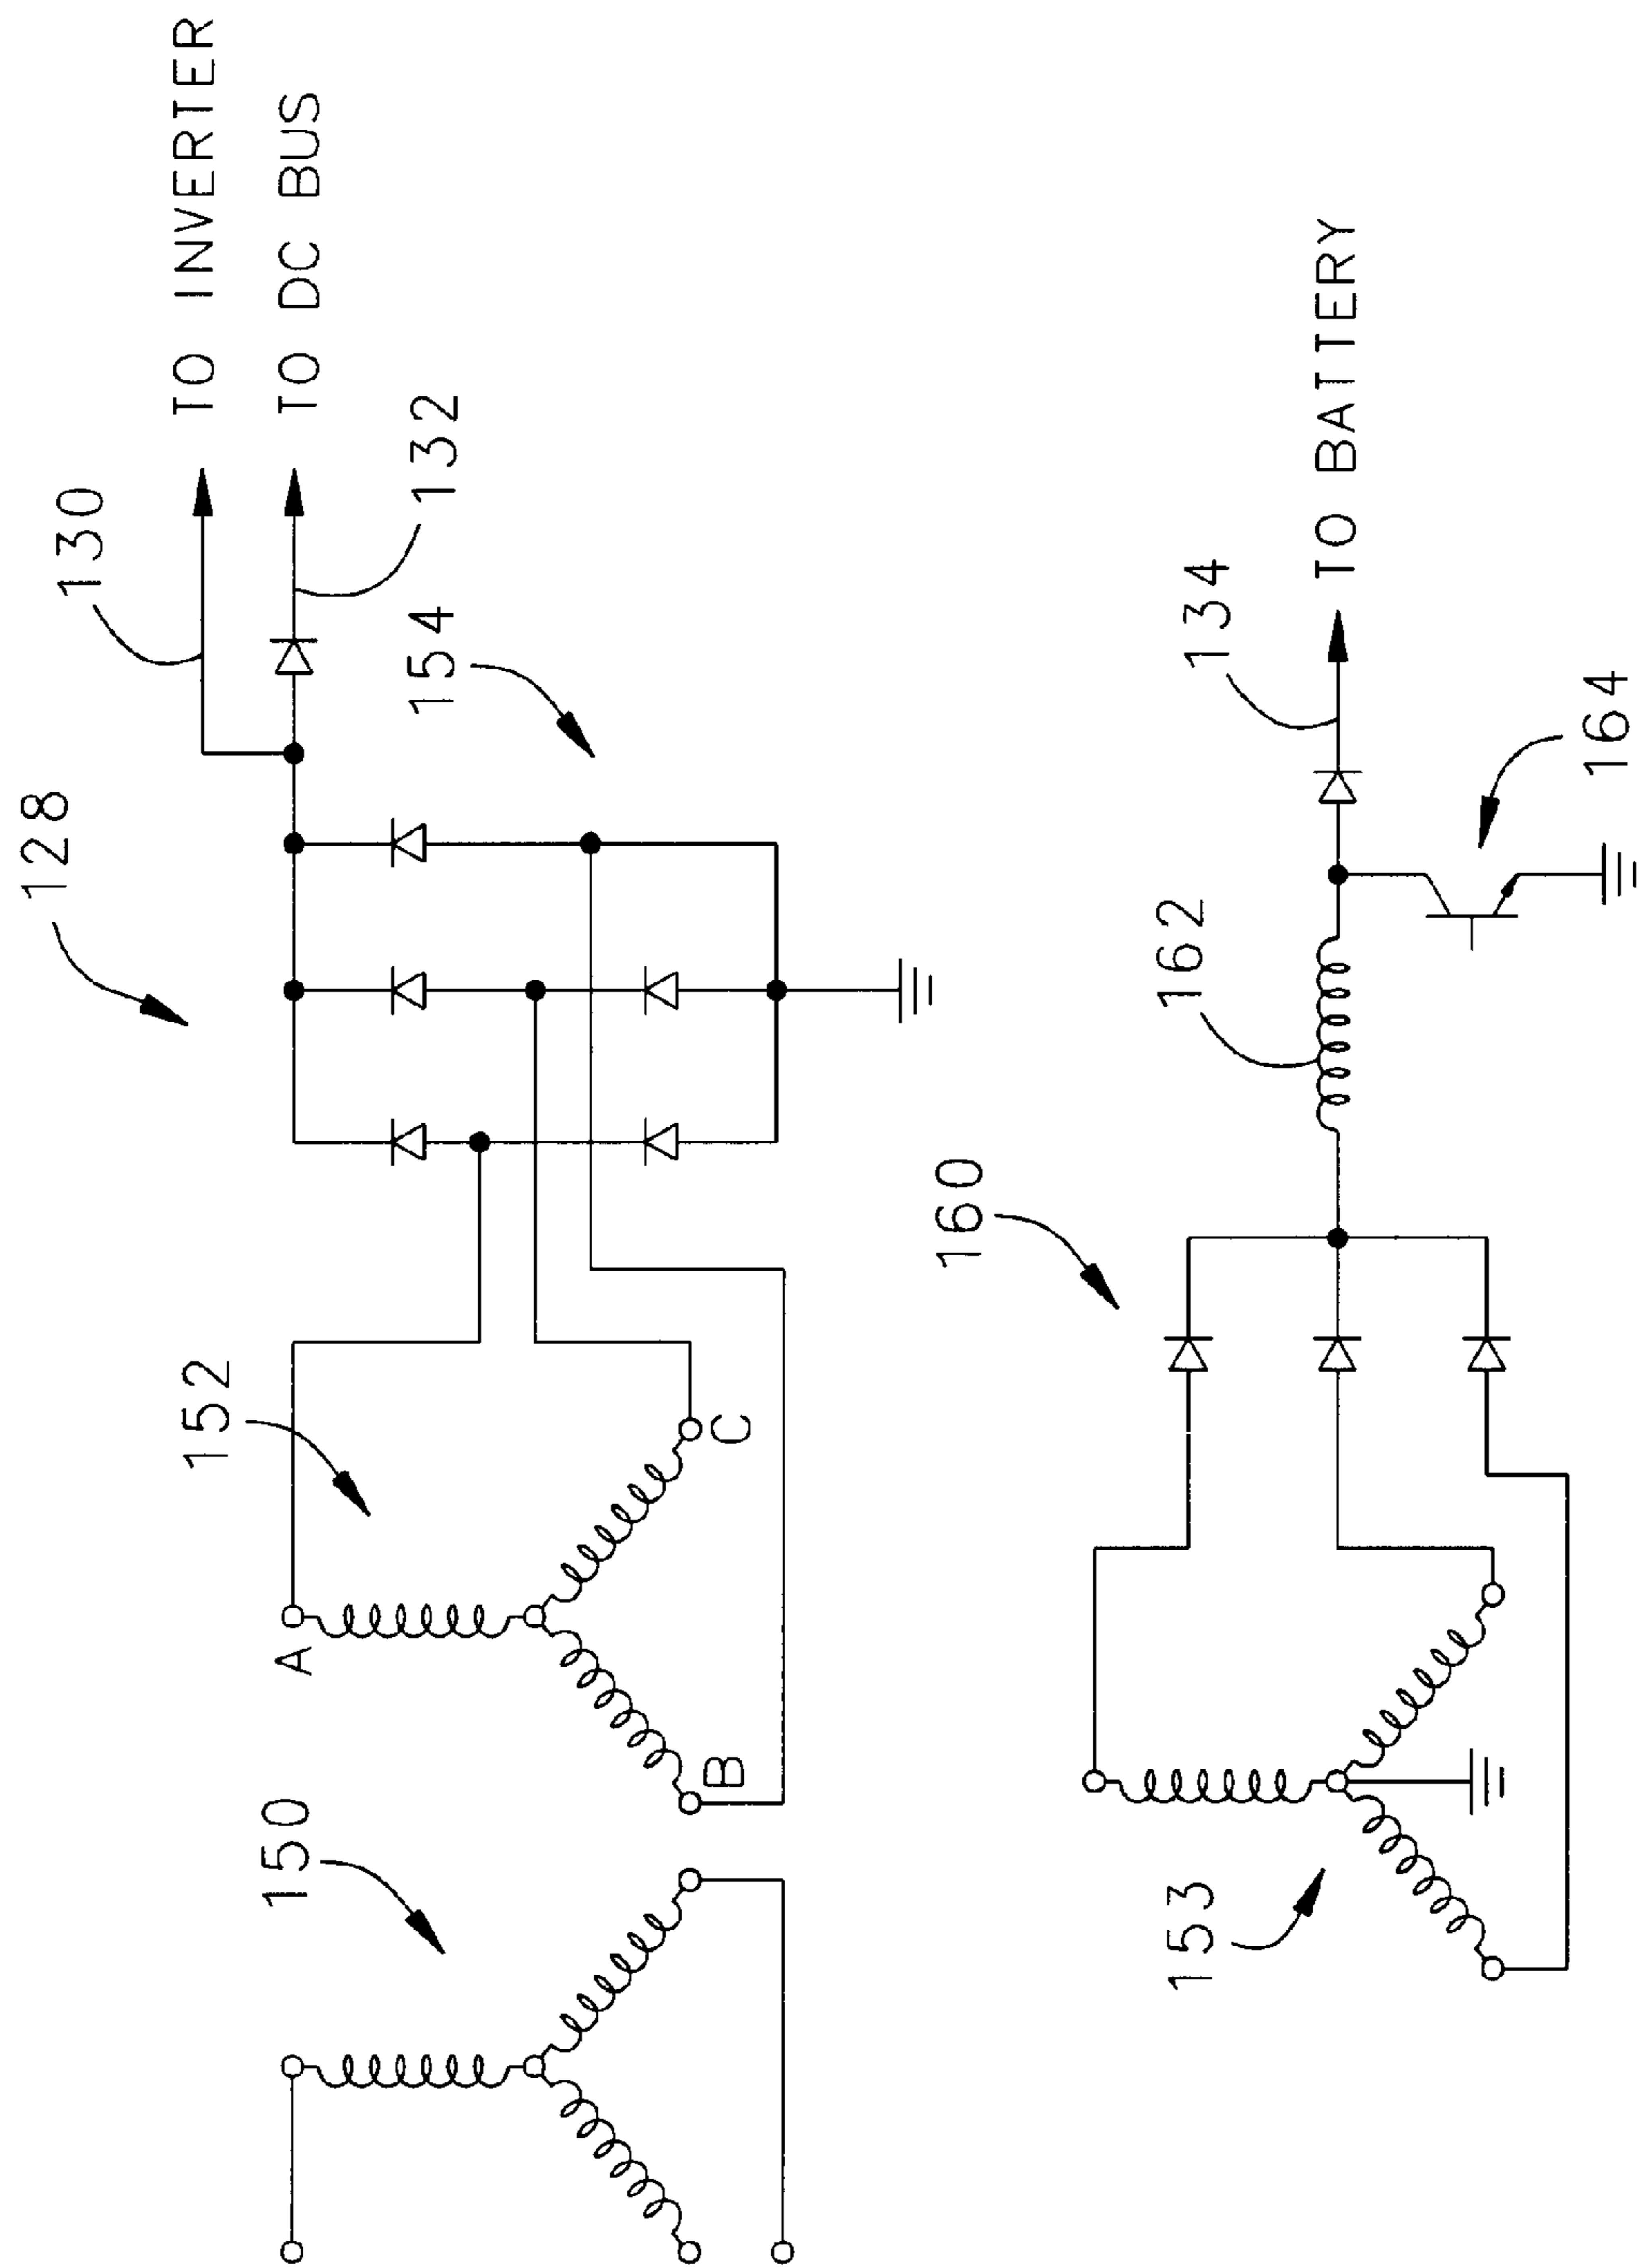 128
130
TO INVERTER
TO DC BUS
132
154
152
150
A
B
C
160
162
134
TO BATTERY
164
153